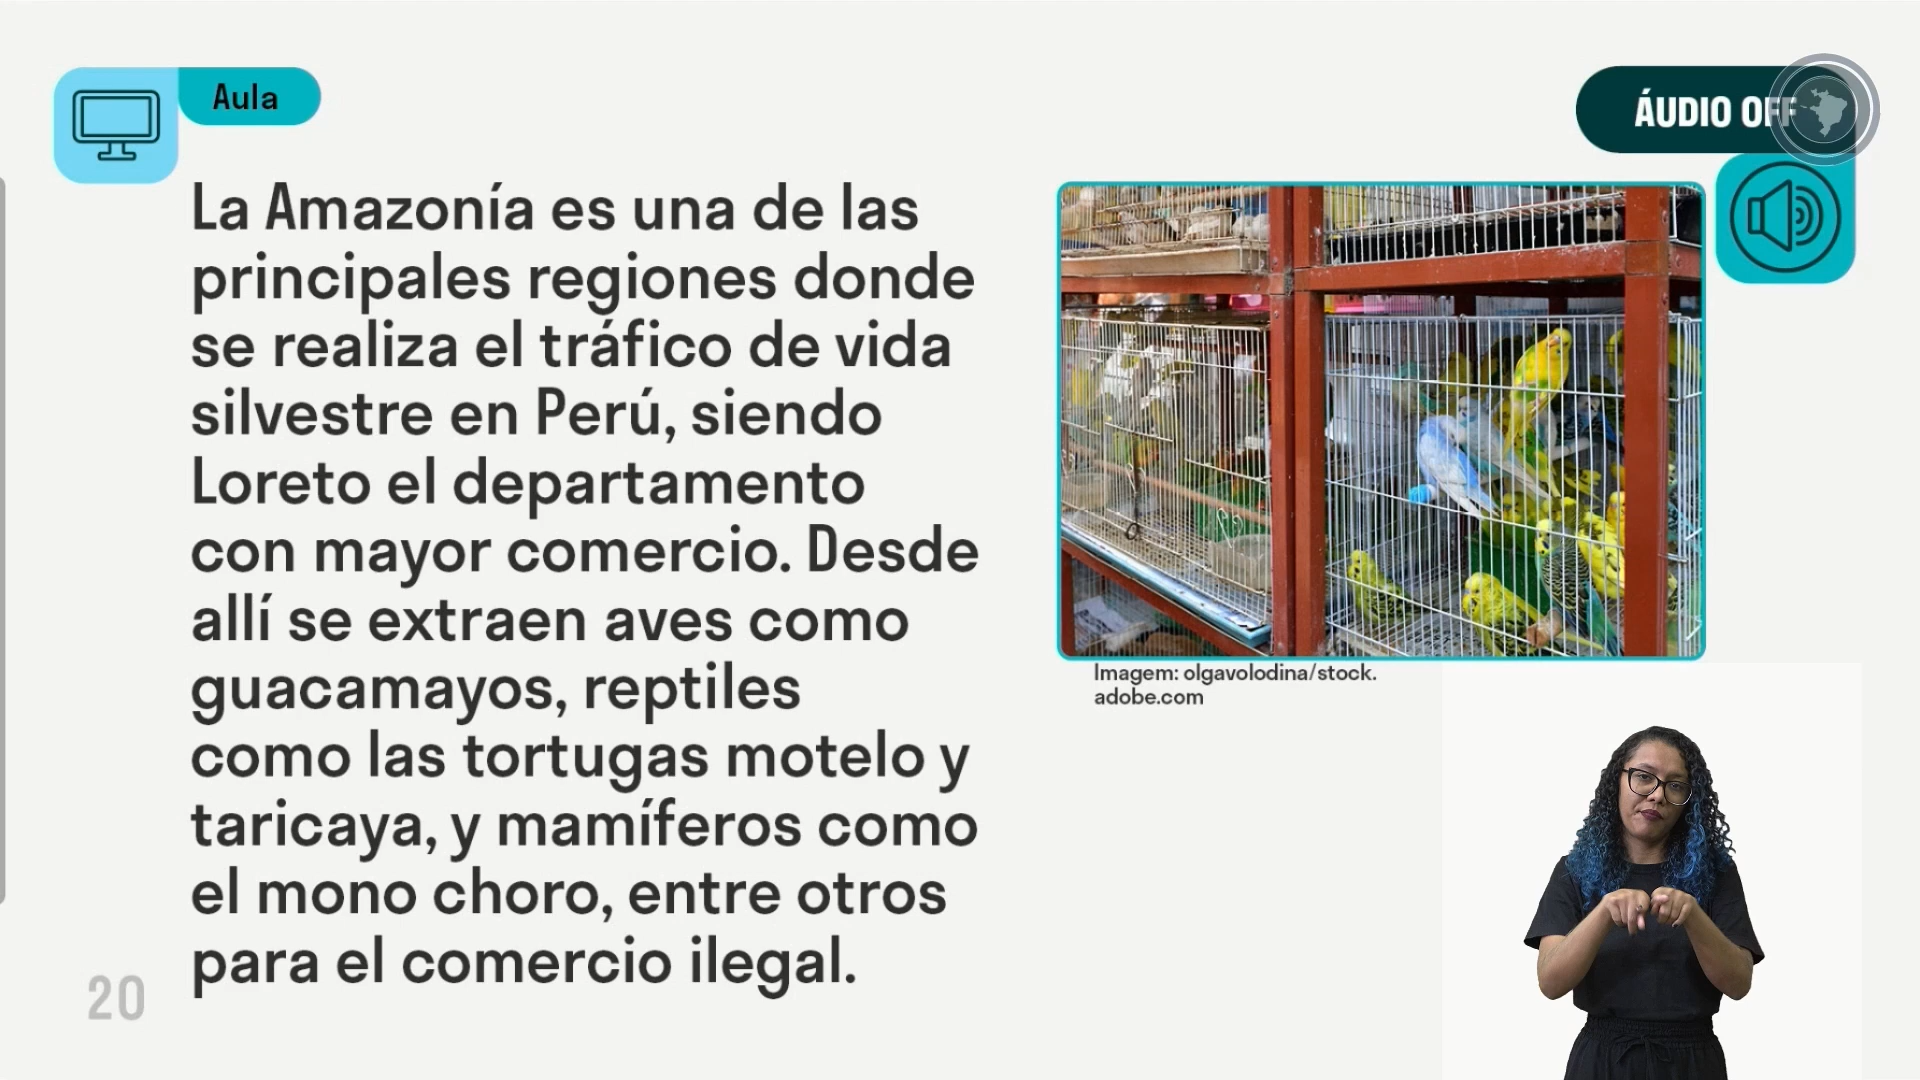 Aula
ÁUDIO OFF
La Amazonía es una de las
principales regiones donde
se realiza el tráfico de vida
silvestre en Perú, siendo
Loreto el departamento
con mayor comercio. Desde
allí se extraen aves como
guacamayos, reptiles
como las tortugas motelo y
taricaya, y mamíferos como
el mono choro, entre otros
para el comercio ilegal.
Imagem: olgavolodina/stock.
adobe.com
20